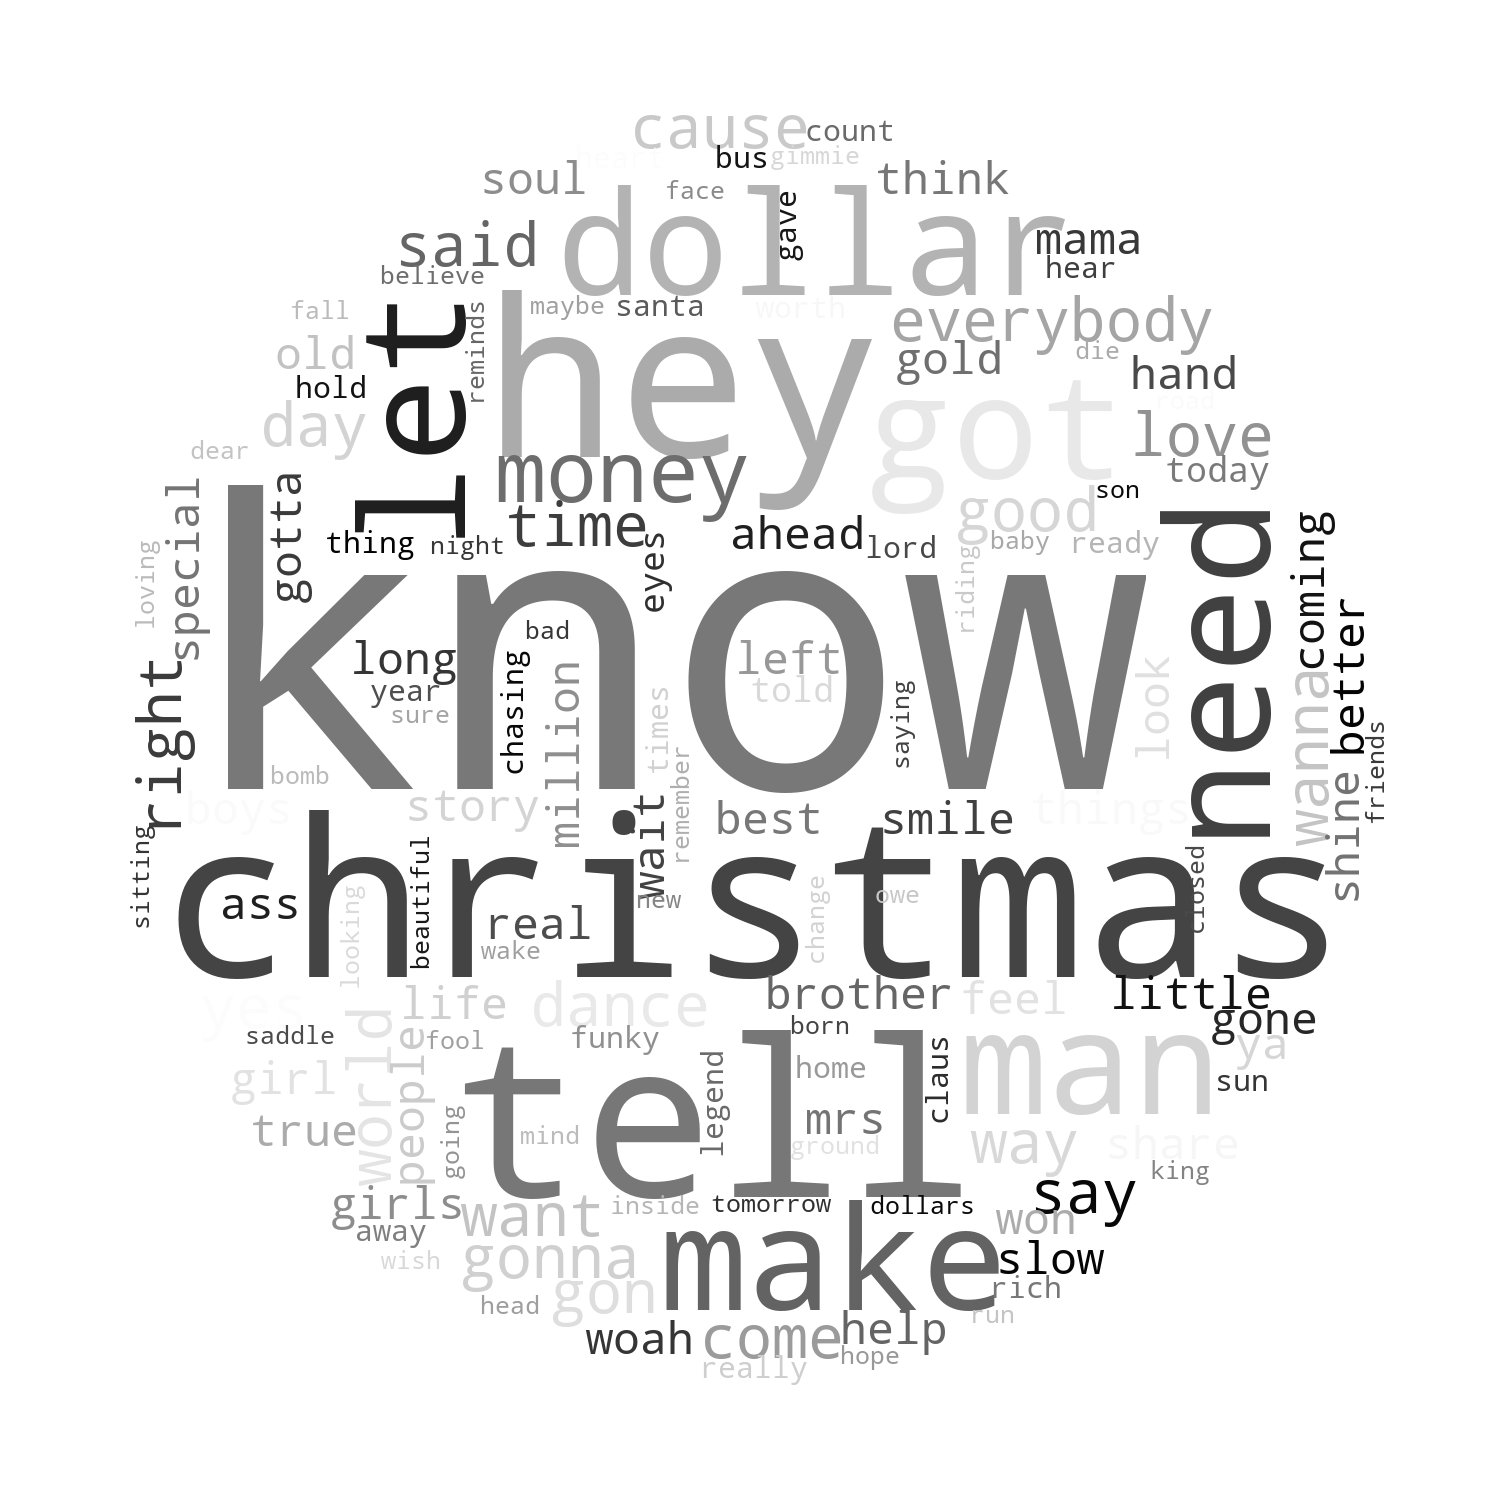 cause
count
heart
bus
gimmie
soul
face
think
dollar
gave
said
mama
believe
hear
let
hey
maybe
santa
worth
fall
reminds
everybody
old
gold
die
hold
hand
got
road
day
love
dear
money
today
gotta
special
son
good
time
ahead
need
coming
thing
night
eyes
lord
baby
ready
riding
loving
know
long
bad
left
look
better
right
year
sure
chasing
million
told
times
saying
wanna
bomb
remember
friends
boys
story
wait
best
smile
things
shine
sitting
christmas
beautiful
closed
ass
looking
real
new
change
owe
wake
yes
life
dance
brother
feel
little
gone
world
people
saddle
fool
funky
born
man
ya
girl
tell
legend
home
claus
sun
true
going
mind
mrs
ground
way
share
king
girls
want
inside
tomorrow
dollars
say
away
won
wish
gonna
make
slow
gon
rich
head
run
woah
come
help
hope
really